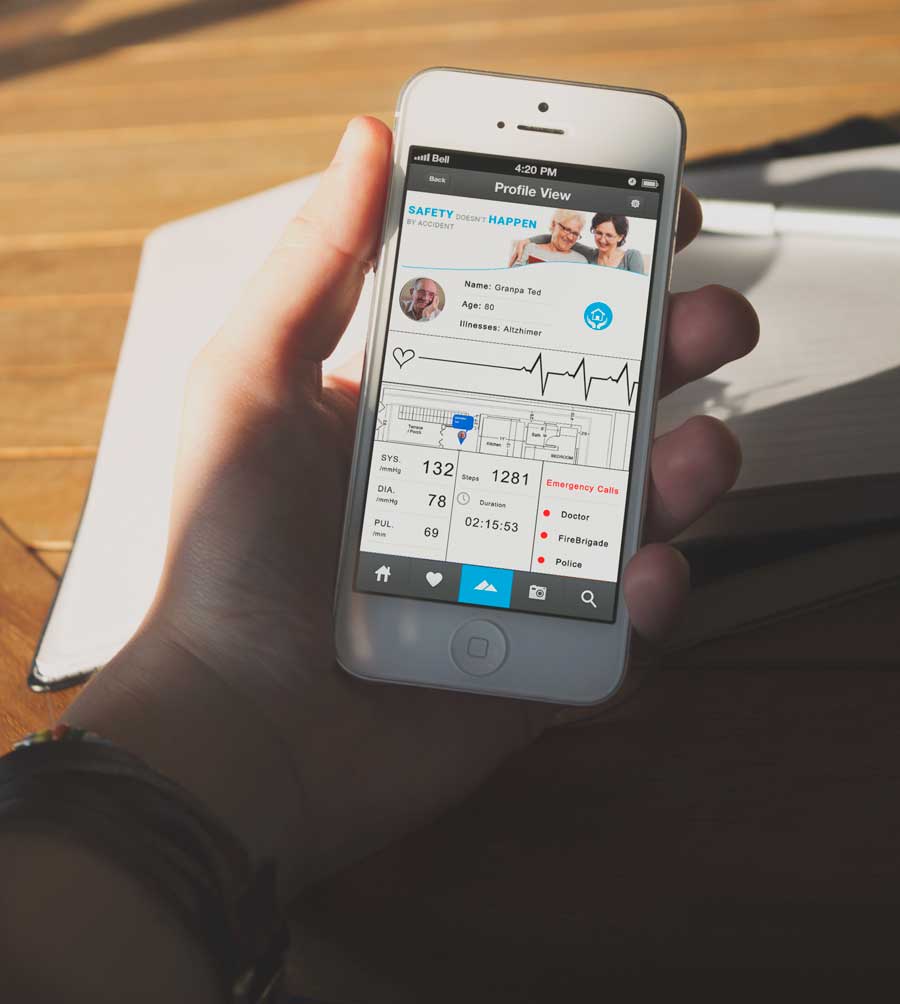 Bell 4:20 PM
Back Profile View
SAFETY DOESN'T HAPPEN
BY ACCIDENT
Name: Granpa Ted
Age: 80
Illnesses: Altzhimer
Terrace
/ Porch
Kitchen
Bath
BEDROOM
SYS.
/mmHg
132
DIA.
/mmHg
78
PUL.
/min
69
Steps 1281
Duration
02:15:53
Emergency Calls
Doctor
FireBrigade
Police